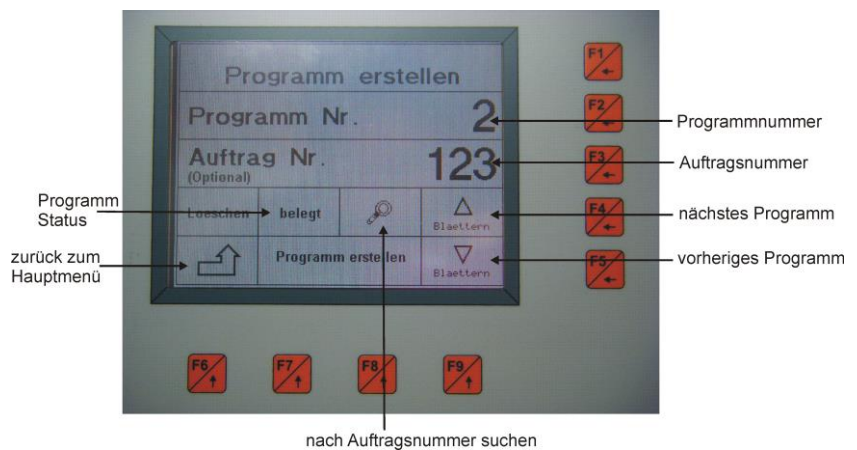 F1
Programm erstellen
F2
Programm Nr. 2
Programmnummer
Auftrag Nr. 123
(Optional)
F3
Auftragsnummer
Programm
Status
Loeschen
belegt
Blaettern
F4
nächstes Programm
zurück zum
Hauptmenü
Programm erstellen
Blaettern
F5
vorheriges Programm
F6
F7
F8
F9
nach Auftragsnummer suchen